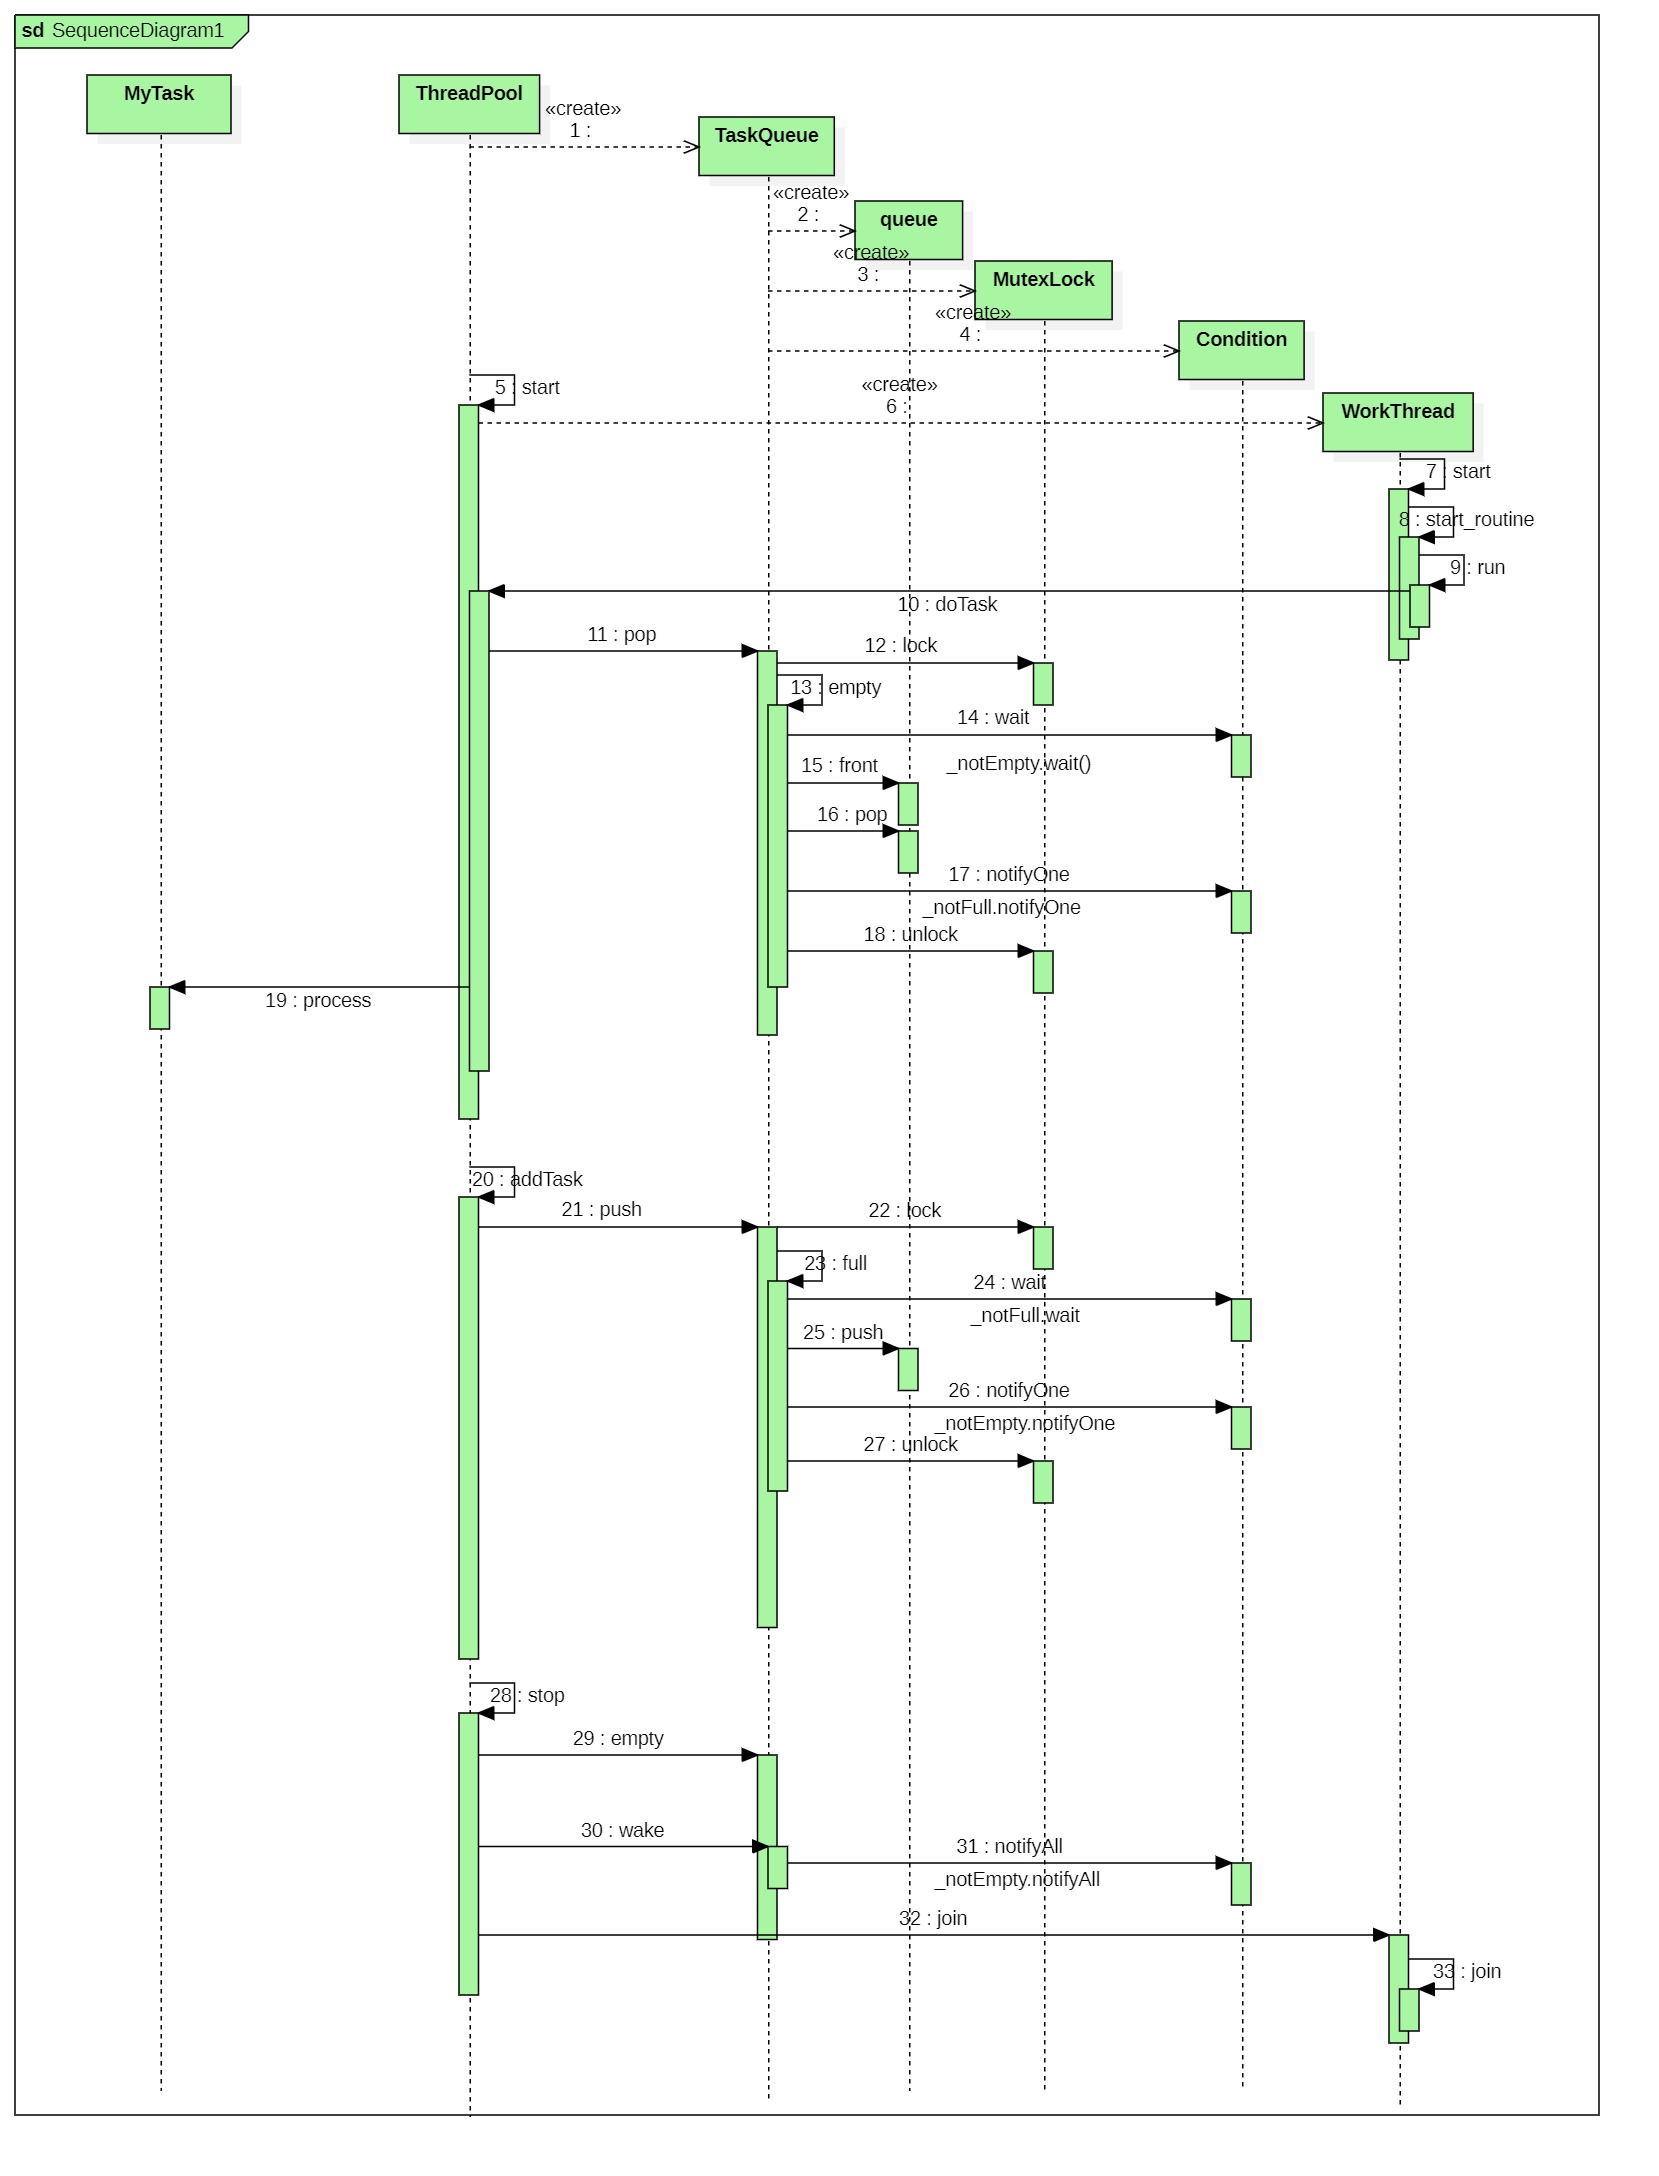 sd SequenceDiagram1
MyTask
ThreadPool
«create»
1 :
TaskQueue
«create»
2 :
queue
«create»
3 :
MutexLock
«create»
4 :
Condition
5 : start
«create»
6 :
WorkThread
7 : start
8 : start_routine
9 : run
10 : doTask
11 : pop
12 : lock
13 : empty
14 : wait
_notEmpty.wait()
15 : front
16 : pop
17 : notifyOne
_notFull.notifyOne
18 : unlock
19 : process
20 : addTask
21 : push
22 : lock
23 : full
24 : wait
_notFull.wait
25 : push
26 : notifyOne
_notEmpty.notifyOne
27 : unlock
28 : stop
29 : empty
30 : wake
31 : notifyAll
_notEmpty.notifyAll
32 : join
33 : join